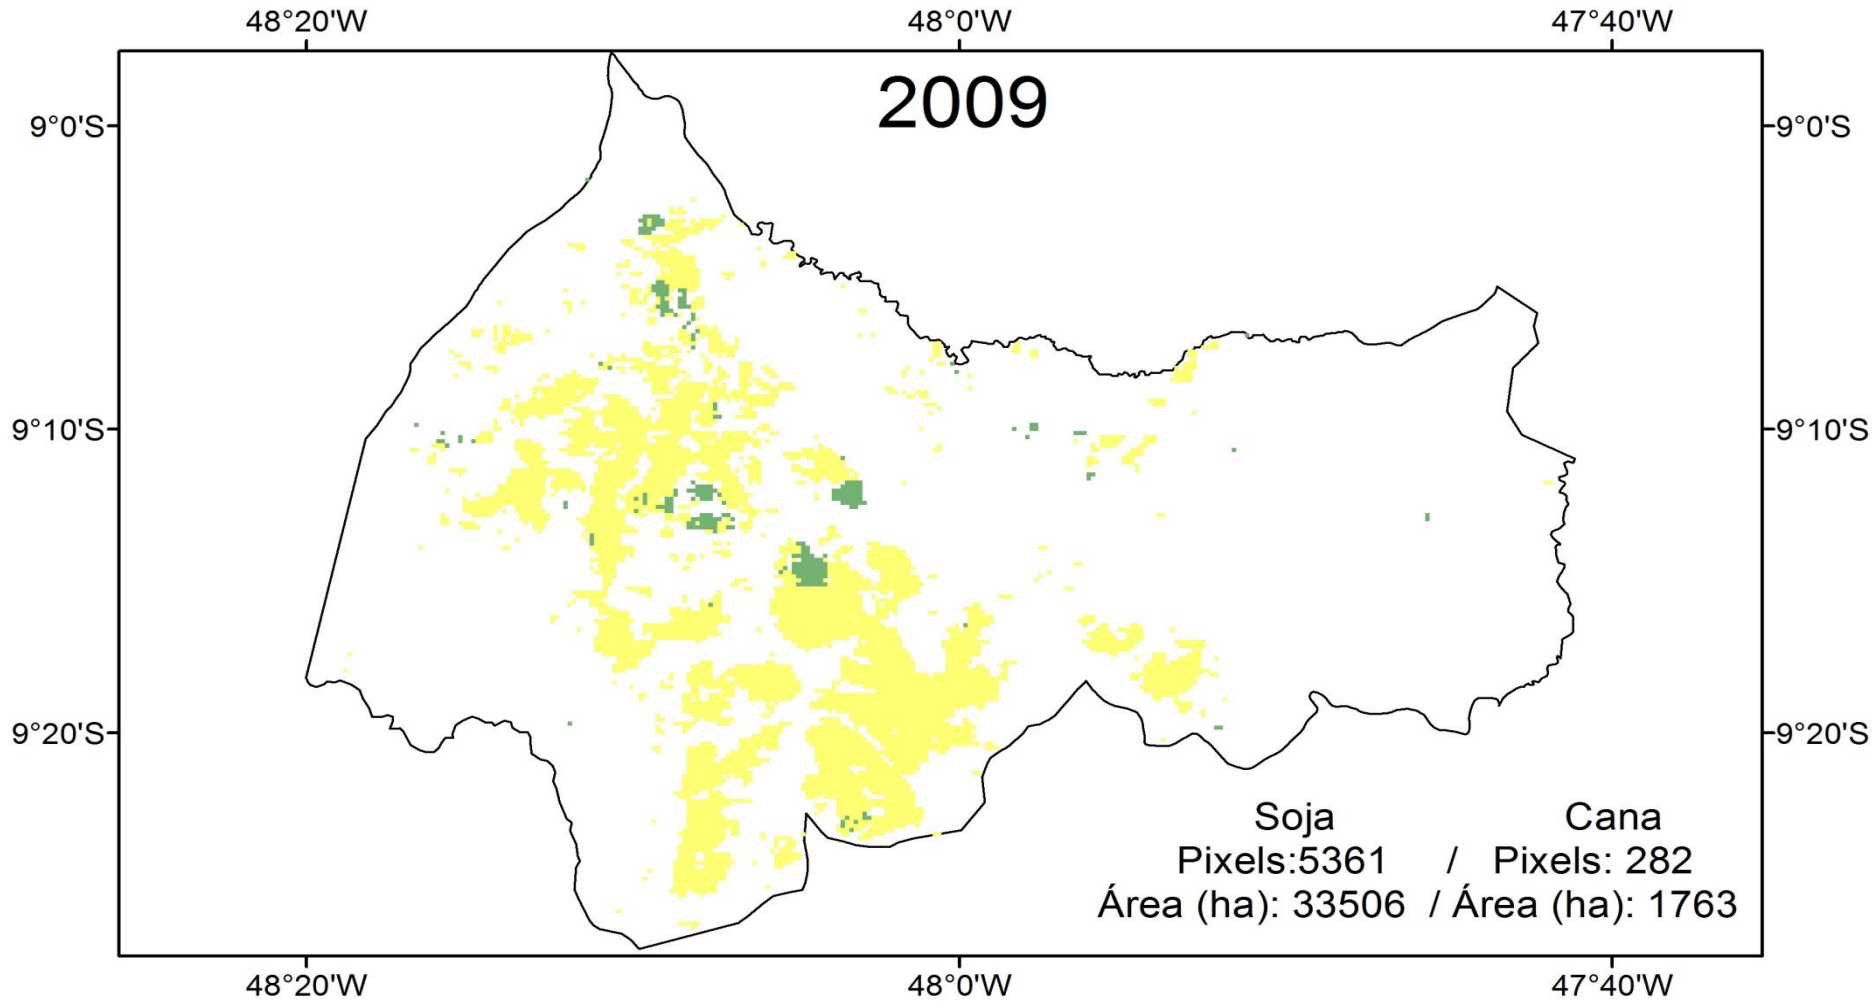 48°20'W 48°0'W 47°40'W
2009
9°0'S 9°0'S
9°10'S 9°10'S
9°20'S 9°20'S
Soja Cana
Pixels:5361 / Pixels: 282
Área (ha): 33506 / Área (ha): 1763
48°20'W 48°0'W 47°40'W